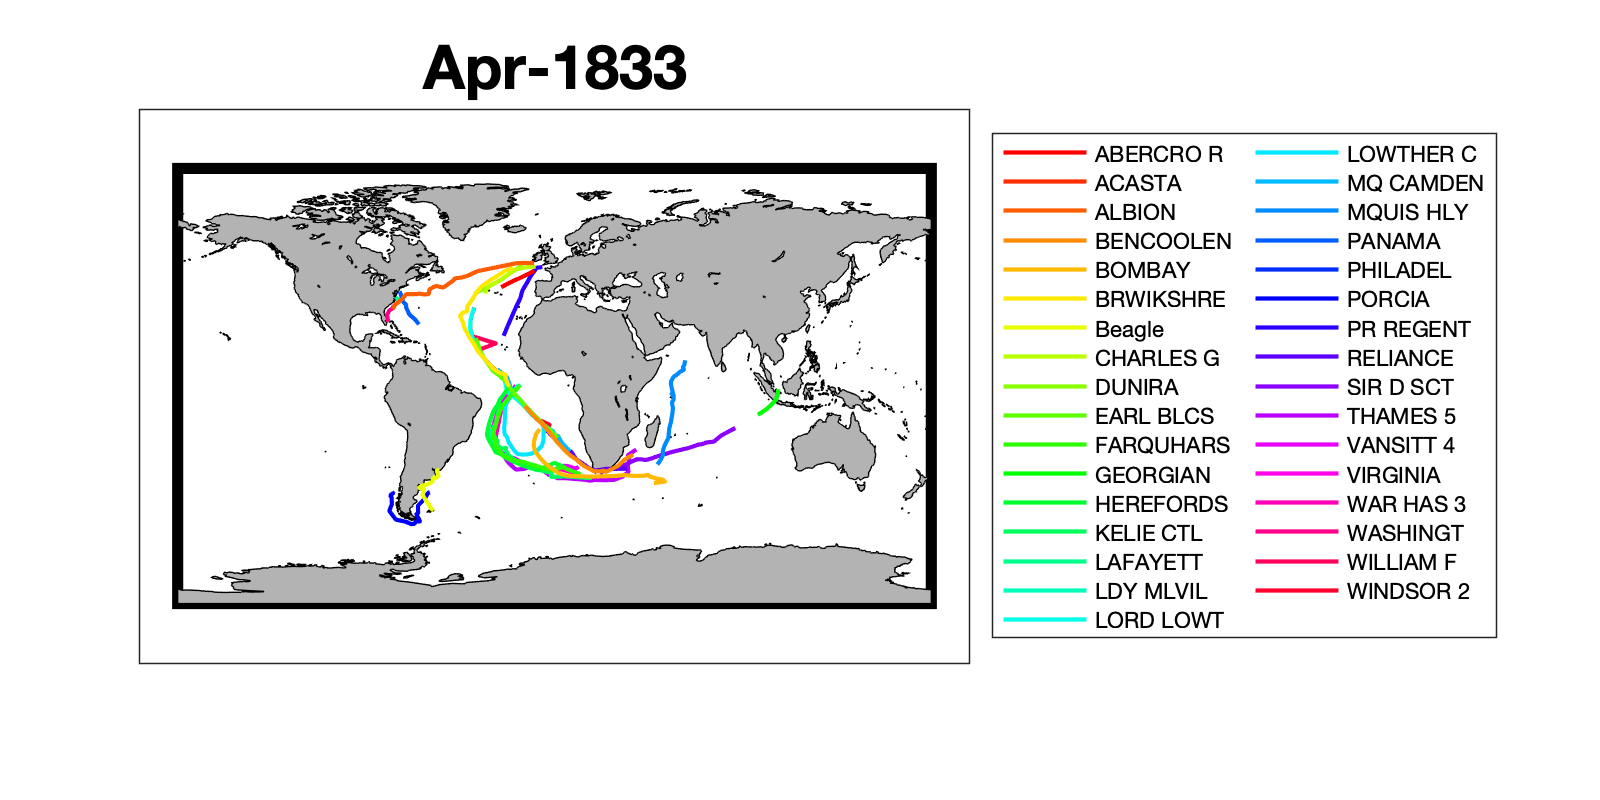 Apr-1833
ABERCRO R
ACASTA
ALBION
BENCOOLEN
BOMBAY
BRWIKSHRE
Beagle
CHARLES G
DUNIRA
EARL BLCS
FARQUHARS
GEORGIAN
HEREFORDS
KELIE CTL
LAFAYETT
LDY MLVIL
LORD LOWT
LOWTHER C
MQ CAMDEN
MQUIS HLY
PANAMA
PHILADEL
PORCIA
PR REGENT
RELIANCE
SIR D SCT
THAMES 5
VANSITT 4
VIRGINIA
WAR HAS 3
WASHINGT
WILLIAM F
WINDSOR 2